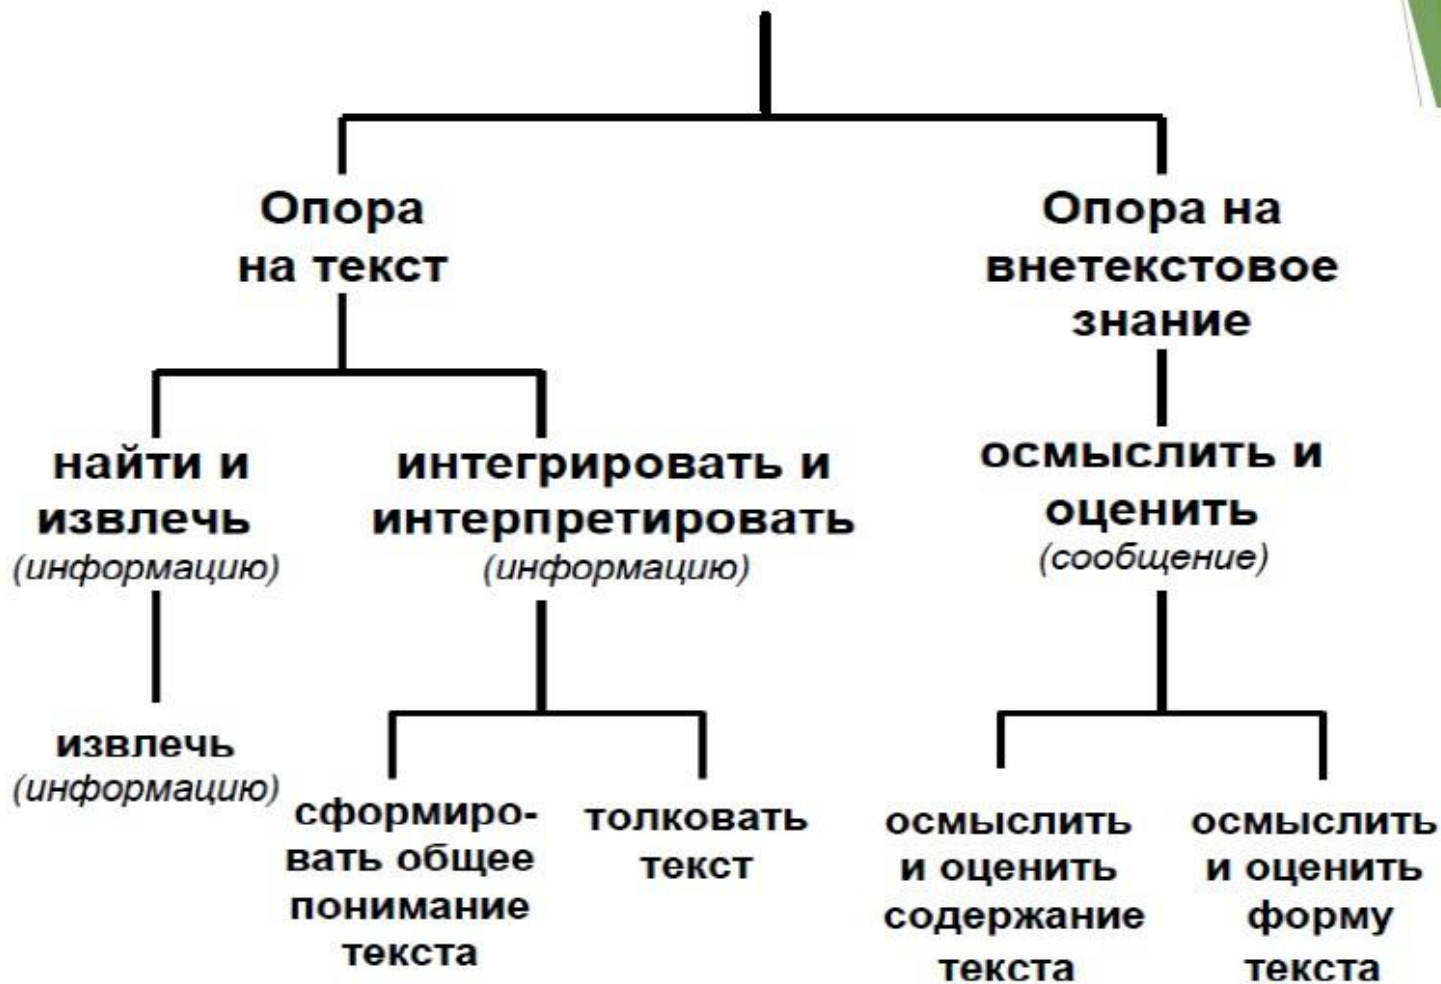 Опора
на текст
Опора на
внетекстовое
знание
найти и
извлечь
(информацию)
интегрировать и
интерпретировать
(информацию)
осмыслить и
оценить
(сообщение)
извлечь
(информацию)
сформиро-
вать общее
понимание
текста
толковать
текст
осмыслить
и оценить
содержание
текста
осмыслить
и оценить
форму
текста